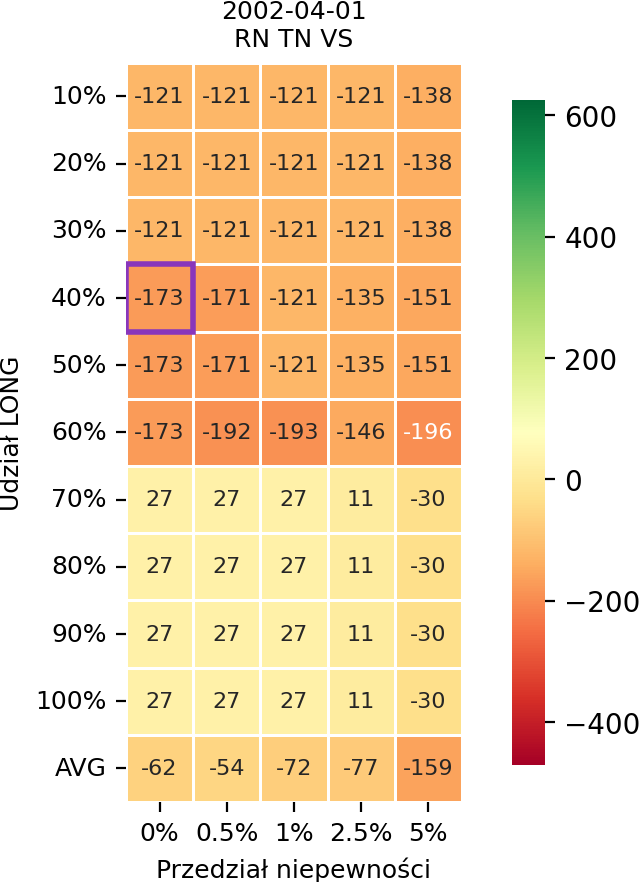 2002-04-01
RN TN VS
10% -121 -121 -121 -121 -138
20% -121 -121 -121 -121 -138
30% -121 -121 -121 -121 -138
40% -173 -171 -121 -135 -151
50% -173 -171 -121 -135 -151
60% -173 -192 -193 -146 -196
70% 27 27 27 11 -30
80% 27 27 27 11 -30
90% 27 27 27 11 -30
100% 27 27 27 11 -30
AVG -62 -54 -72 -77 -159
0% 0.5% 1% 2.5% 5%
Przedział niepewności
Udział LONG
600
400
200
0
−200
−400